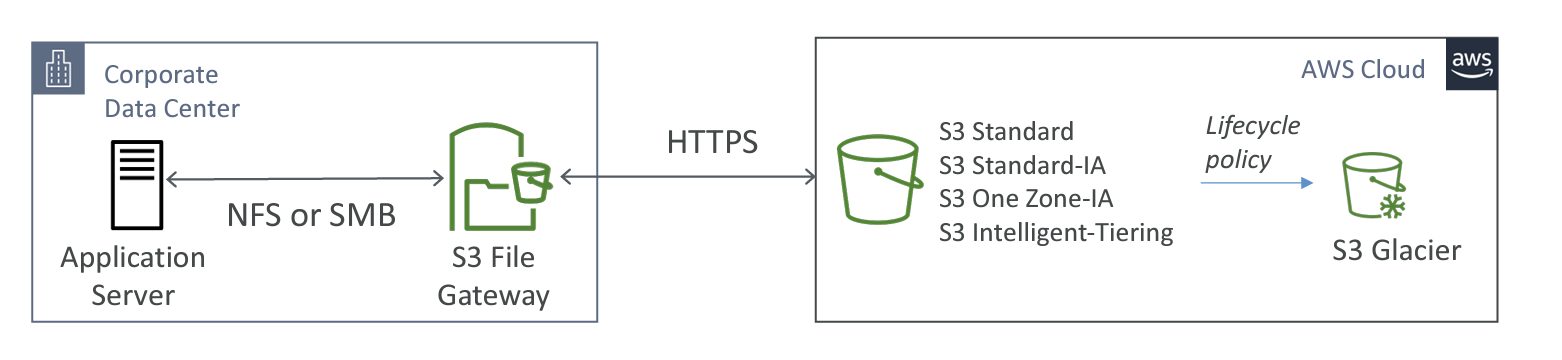 Corporate
Data Center
Application
Server
NFS or SMB
S3 File
Gateway
HTTPS
AWS Cloud
aws
S3 Standard
S3 Standard-IA
S3 One Zone-IA
S3 Intelligent-Tiering
Lifecycle
policy
S3 Glacier